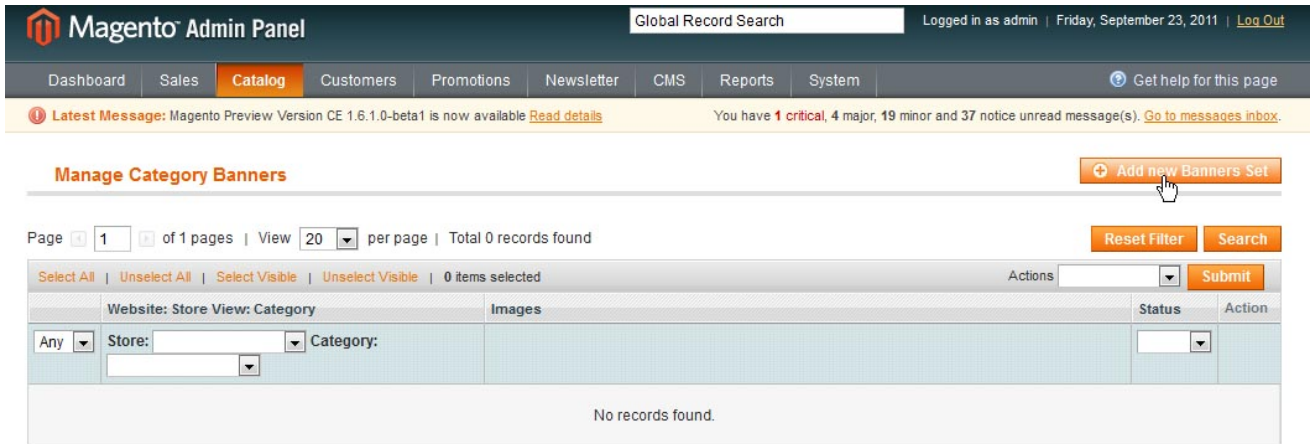 Magento Admin Panel
Global Record Search
Logged in as admin | Friday, September 23, 2011 | Log Out
Dashboard Sales Catalog Customers Promotions Newsletter CMS Reports System Get help for this page
Latest Message: Magento Preview Version CE 1.6.1.0-beta1 is now available Read details You have 1 critical, 4 major, 19 minor and 37 notice unread message(s). Go to messages inbox.
Manage Category Banners
Add new Banners Set
Page 1 of 1 pages | View 20 per page | Total 0 records found
Reset Filter Search
Select All | Unselect All | Select Visible | Unselect Visible | 0 items selected Actions Submit
Website: Store View: Category Images Status Action
Any Store: Category:
No records found.